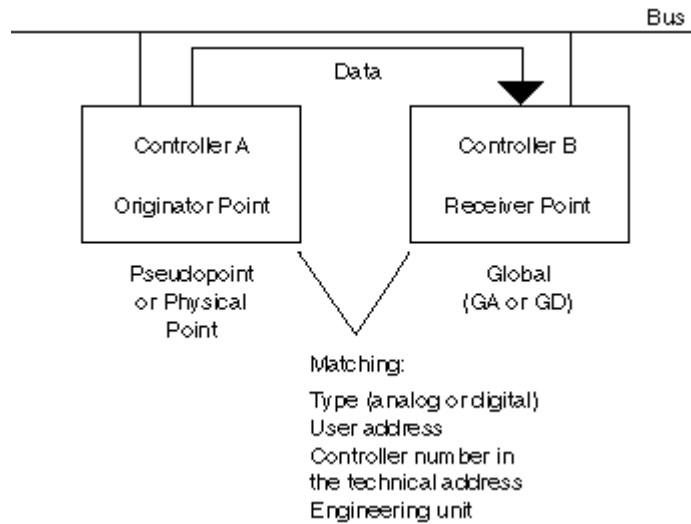 Bus
Data
Controller A
Originator Point
Controller B
Receiver Point
Pseudopoint
or Physical
Point
Global
(GA or GD)
Matching:
Type (analog or digital)
User address
Controller number in
the technical address
Engineering unit